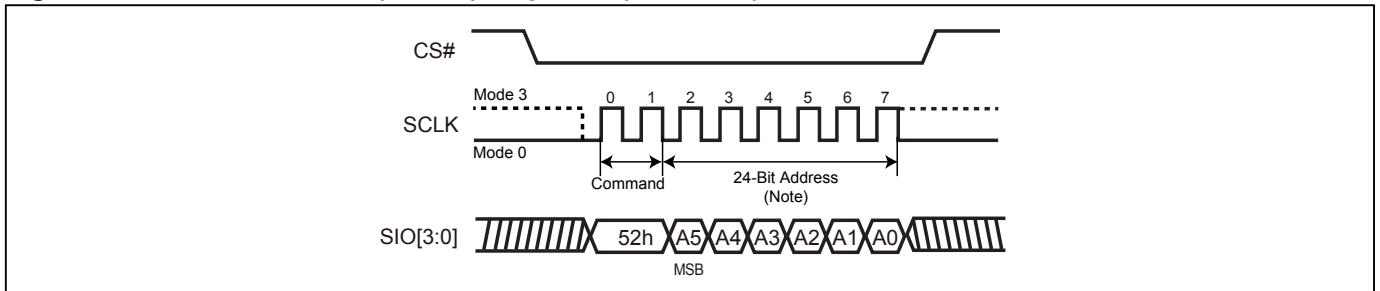 CS#
Mode 3
0 1 2 3 4 5 6 7
SCLK
Mode 0
Command
24-Bit Address
(Note)
SIO[3:0]
52h A5 A4 A3 A2 A1 A0
MSB